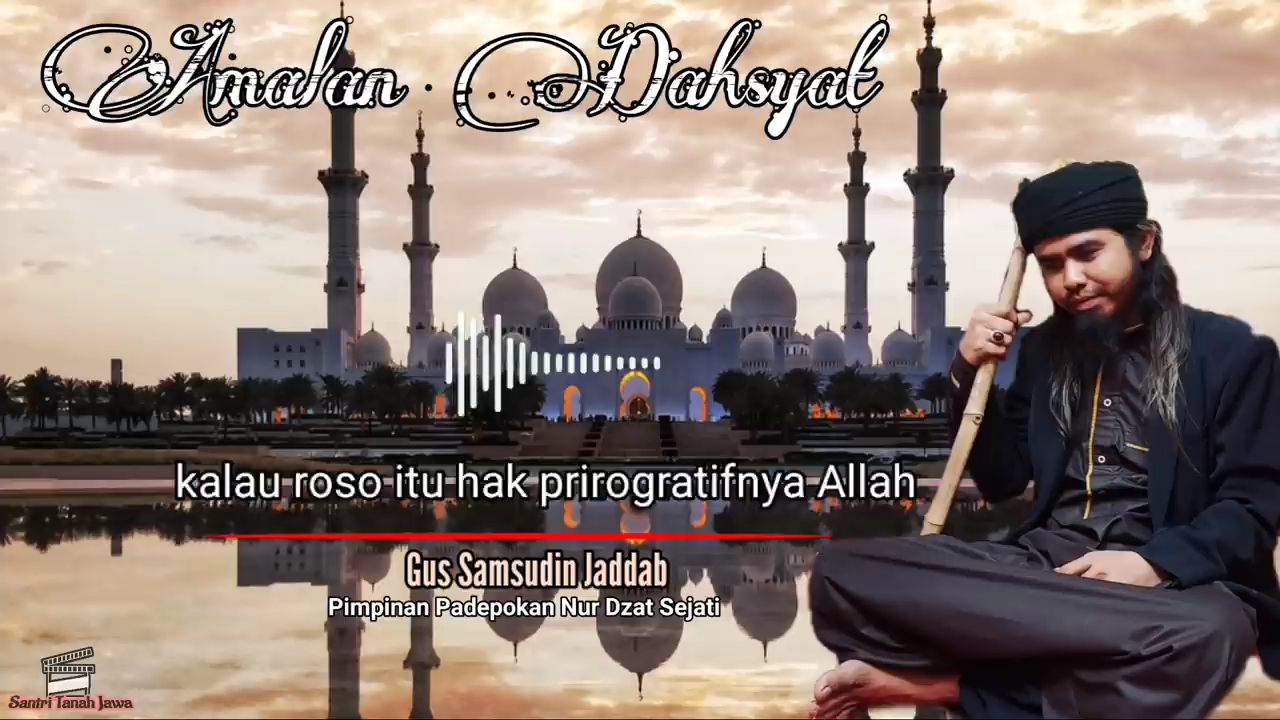 Amalan Dahsyat
kalau roso itu hak prirogratifnya Allah
Gus Samsudin Jaddab
Pimpinan Padepokan Nur Dzat Sejati
Santri Tanah Jawa